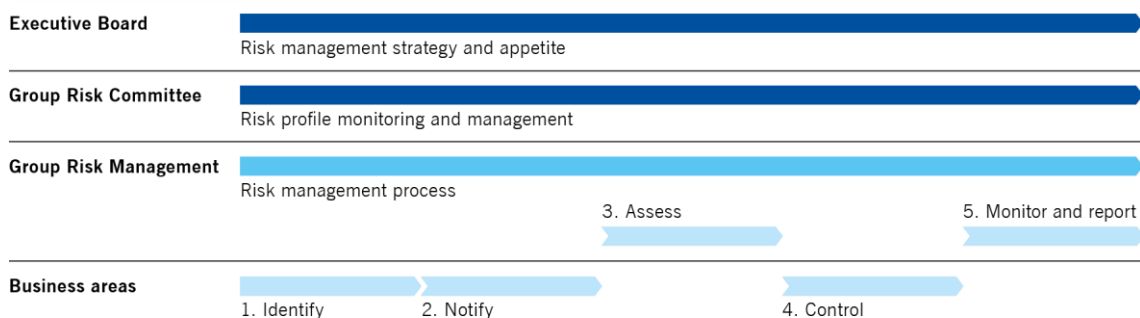 Executive Board
Risk management strategy and appetite
Group Risk Committee
Risk profile monitoring and management
Group Risk Management
Risk management process
3. Assess
5. Monitor and report
Business areas
1. Identify
2. Notify
4. Control